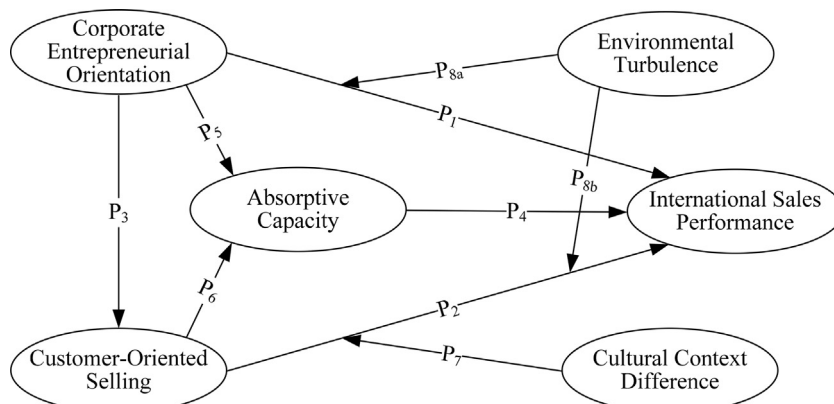 Corporate
Entrepreneurial
Orientation
Environmental
Turbulence
P8a
P1
P5
P8b
Absorptive
Capacity
International Sales
Performance
P3
P4
P6
P2
Customer-Oriented
Selling
P7
Cultural Context
Difference